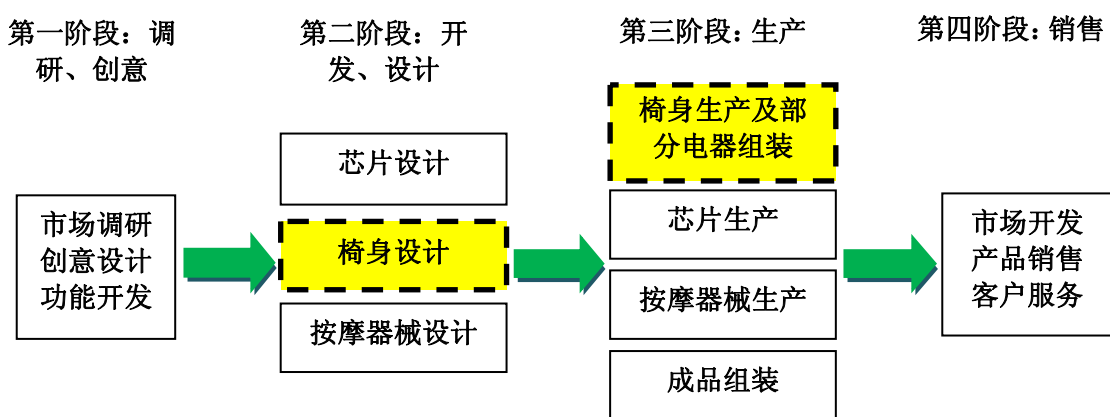 第一阶段：调
研、创意
第二阶段：开
发、设计
第三阶段：生产
第四阶段：销售
市场调研
创意设计
功能开发
芯片设计
椅身设计
按摩器械设计
椅身生产及部
分电器组装
芯片生产
按摩器械生产
成品组装
市场开发
产品销售
客户服务